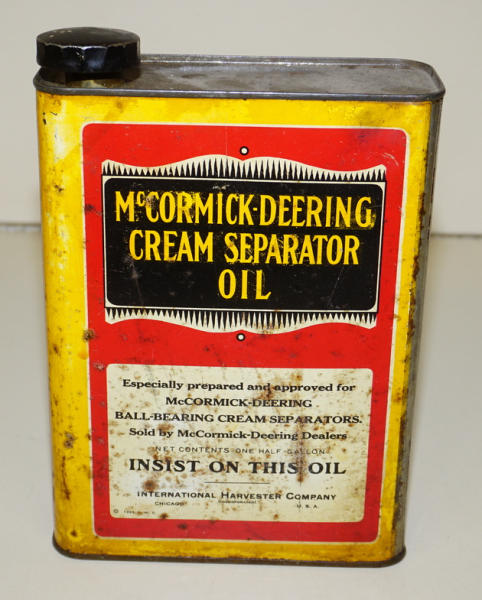 McCORMICK-DEERING
CREAM SEPARATOR
OIL
Especially prepared and approved for
McCORMICK-DEERING
BALL-BEARING CREAM SEPARATORS.
Sold by McCormick-Deering Dealers
NET CONTENTS ONE HALF GALLON
INSIST ON THIS OIL
INTERNATIONAL HARVESTER COMPANY
CHICAGO U.S.A.